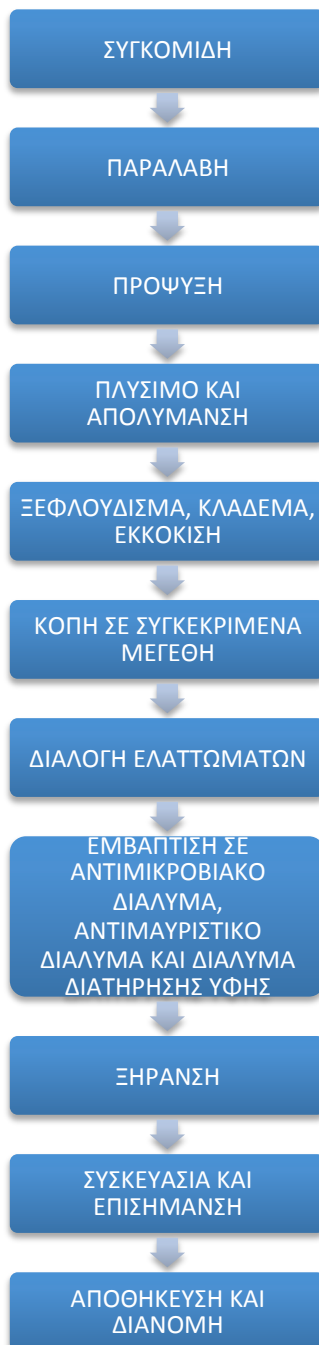 ΣΥΓΚΟΜΙΔΗ
ΠΑΡΑΛΑΒΗ
ΠΡΟΨΥΞΗ
ΠΛΥΣΙΜΟ ΚΑΙ
ΑΠΟΛΥΜΑΝΣΗ
ΞΕΦΛΟΥΔΙΣΜΑ, ΚΛΑΔΕΜΑ,
ΕΚΚΟΚΙΣΗ
ΚΟΠΗ ΣΕ ΣΥΓΚΕΚΡΙΜΕΝΑ
ΜΕΓΕΘΗ
ΔΙΑΛΟΓΗ ΕΛΑΤΤΩΜΑΤΩΝ
ΕΜΒΑΠΤΙΣΗ ΣΕ
ΑΝΤΙΜΙΚΡΟΒΙΑΚΟ
ΔΙΑΛΥΜΑ,
ΑΝΤΙΜΑΥΡΙΣΤΙΚΟ
ΔΙΑΛΥΜΑ ΚΑΙ ΔΙΑΛΥΜΑ
ΔΙΑΤΗΡΗΣΗΣ ΥΦΗΣ
ΞΗΡΑΝΣΗ
ΣΥΣΚΕΥΑΣΙΑ ΚΑΙ
ΕΠΙΣΗΜΑΝΣΗ
ΑΠΟΘΗΚΕΥΣΗ ΚΑΙ
ΔΙΑΝΟΜΗ